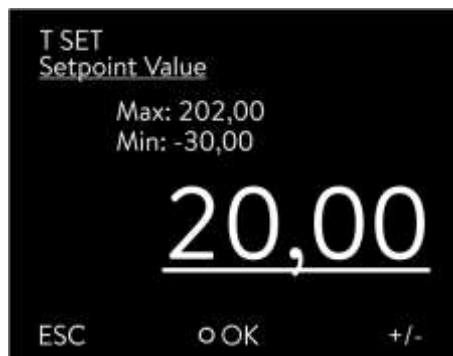 T SET
Setpoint Value
Max: 202,00
Min: -30,00
20,00
ESC OK +/-